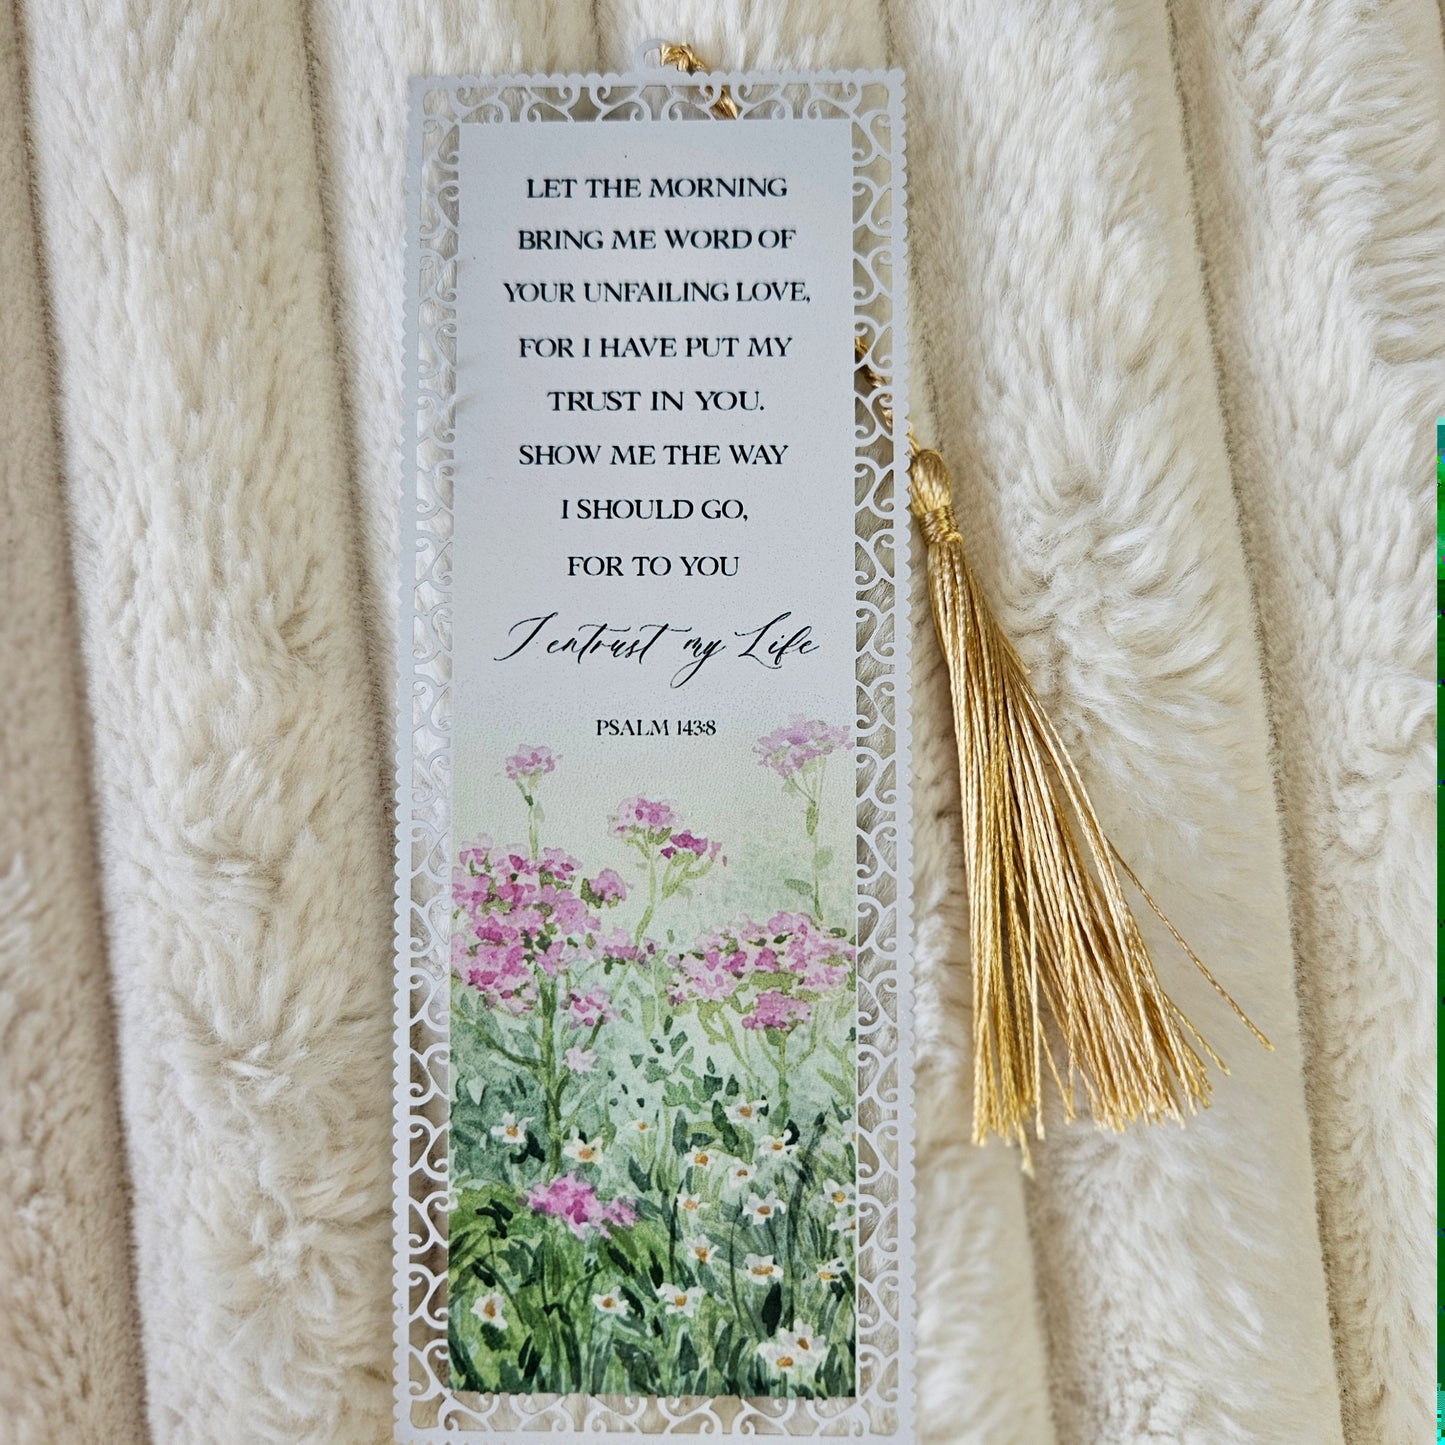 LET THE MORNING
BRING ME WORD OF
YOUR UNFAILING LOVE,
FOR I HAVE PUT MY
TRUST IN YOU.
SHOW ME THE WAY
I SHOULD GO,
FOR TO YOU
I entrust my Life
PSALM 143:8